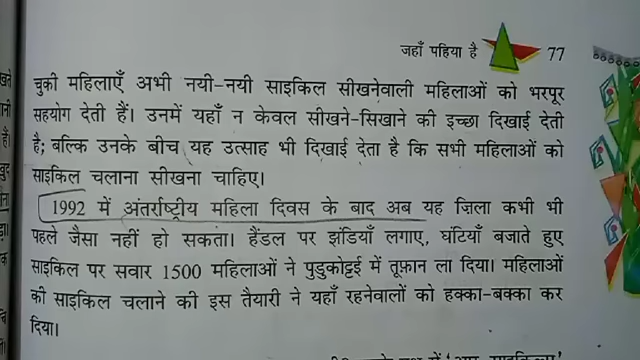 जहाँ पहिया है 77
चुकी महिलाएँ अभी नयी-नयी साइकिल सीखनेवाली महिलाओं को भरपूर
सहयोग देती हैं। उनमें यहाँ न केवल सीखने-सिखाने की इच्छा दिखाई देती
है; बल्कि उनके बीच यह उत्साह भी दिखाई देता है कि सभी महिलाओं को
साइकिल चलाना सीखना चाहिए।
1992 में अंतर्राष्ट्रीय महिला दिवस के बाद अब यह ज़िला कभी भी
पहले जैसा नहीं हो सकता। हैंडल पर झंडियाँ लगाए, घंटियाँ बजाते हुए
साइकिल पर सवार 1500 महिलाओं ने पुडुकोट्टई में तूफ़ान ला दिया। महिलाओं
की साइकिल चलाने की इस तैयारी ने यहाँ रहनेवालों को हक्का-बक्का कर
दिया।